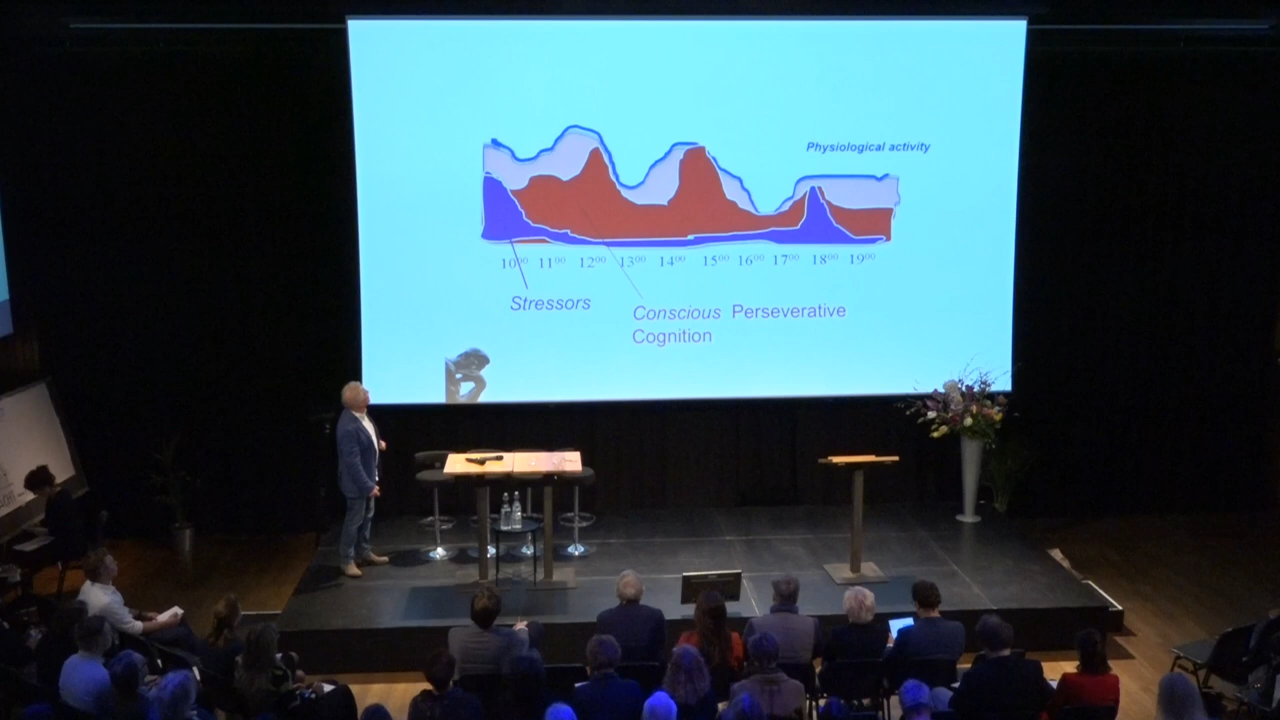 Physiological activity
10⁰⁰ 11⁰⁰ 12⁰⁰ 13⁰⁰ 14⁰⁰ 15⁰⁰ 16⁰⁰ 17⁰⁰ 18⁰⁰ 19⁰⁰
Stressors
Conscious Perseverative
Cognition